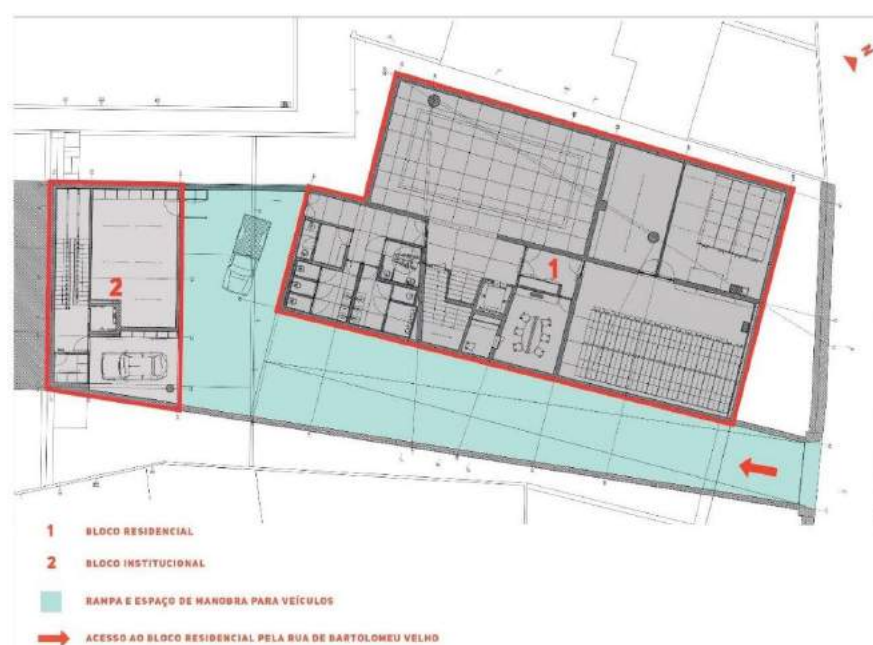 N
1
2
1 BLOCO RESIDENCIAL
2 BLOCO INSTITUCIONAL
RAMPA E ESPAÇO DE MANOBRA PARA VEÍCULOS
ACESSO AO BLOCO RESIDENCIAL PELA RUA DE BARTOLOMEU VELHO